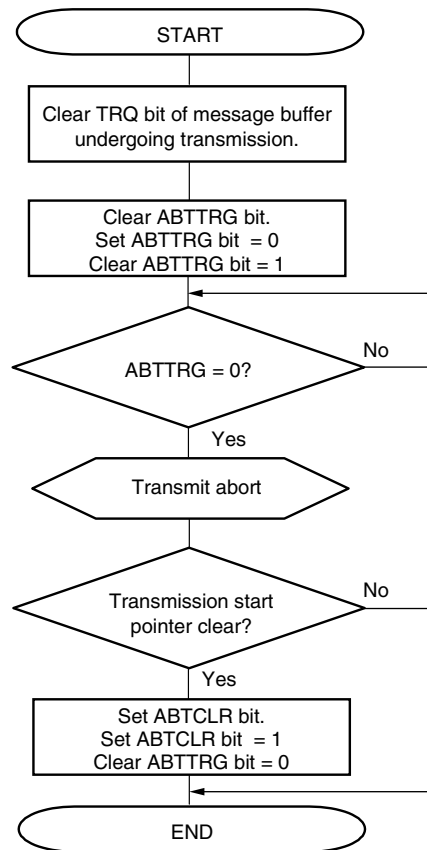 START
Clear TRQ bit of message buffer
undergoing transmission.
Clear ABTTRG bit.
Set ABTTRG bit = 0
Clear ABTTRG bit = 1
ABTTRG = 0?
No
Yes
Transmit abort
Transmission start
pointer clear?
No
Yes
Set ABTCLR bit.
Set ABTCLR bit = 1
Clear ABTTRG bit = 0
END